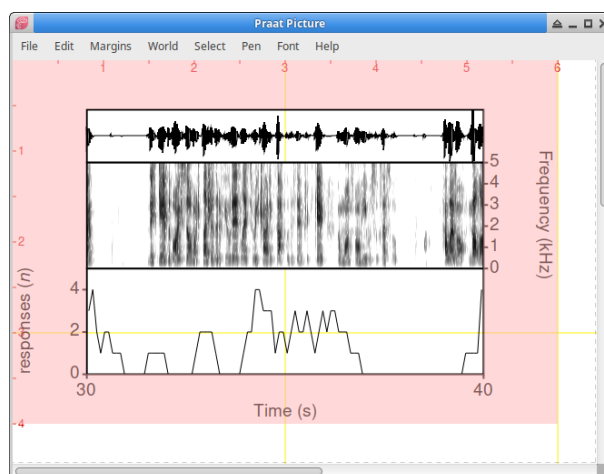 Praat Picture
File Edit Margins World Select Pen Font Help
1 2 3 4 5 6
1
2
3
4
5
4
3
2
1
0
Frequency (kHz)
responses (n)
4
2
0
30 40
Time (s)